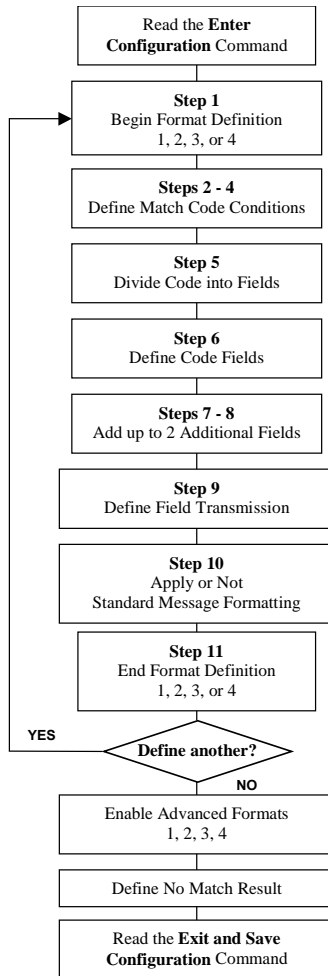 Read the Enter
Configuration Command
Step 1
Begin Format Definition
1, 2, 3, or 4
Steps 2 - 4
Define Match Code Conditions
Step 5
Divide Code into Fields
Step 6
Define Code Fields
Steps 7 - 8
Add up to 2 Additional Fields
Step 9
Define Field Transmission
Step 10
Apply or Not
Standard Message Formatting
Step 11
End Format Definition
1, 2, 3, or 4
YES
Define another?
NO
Enable Advanced Formats
1, 2, 3, 4
Define No Match Result
Read the Exit and Save
Configuration Command